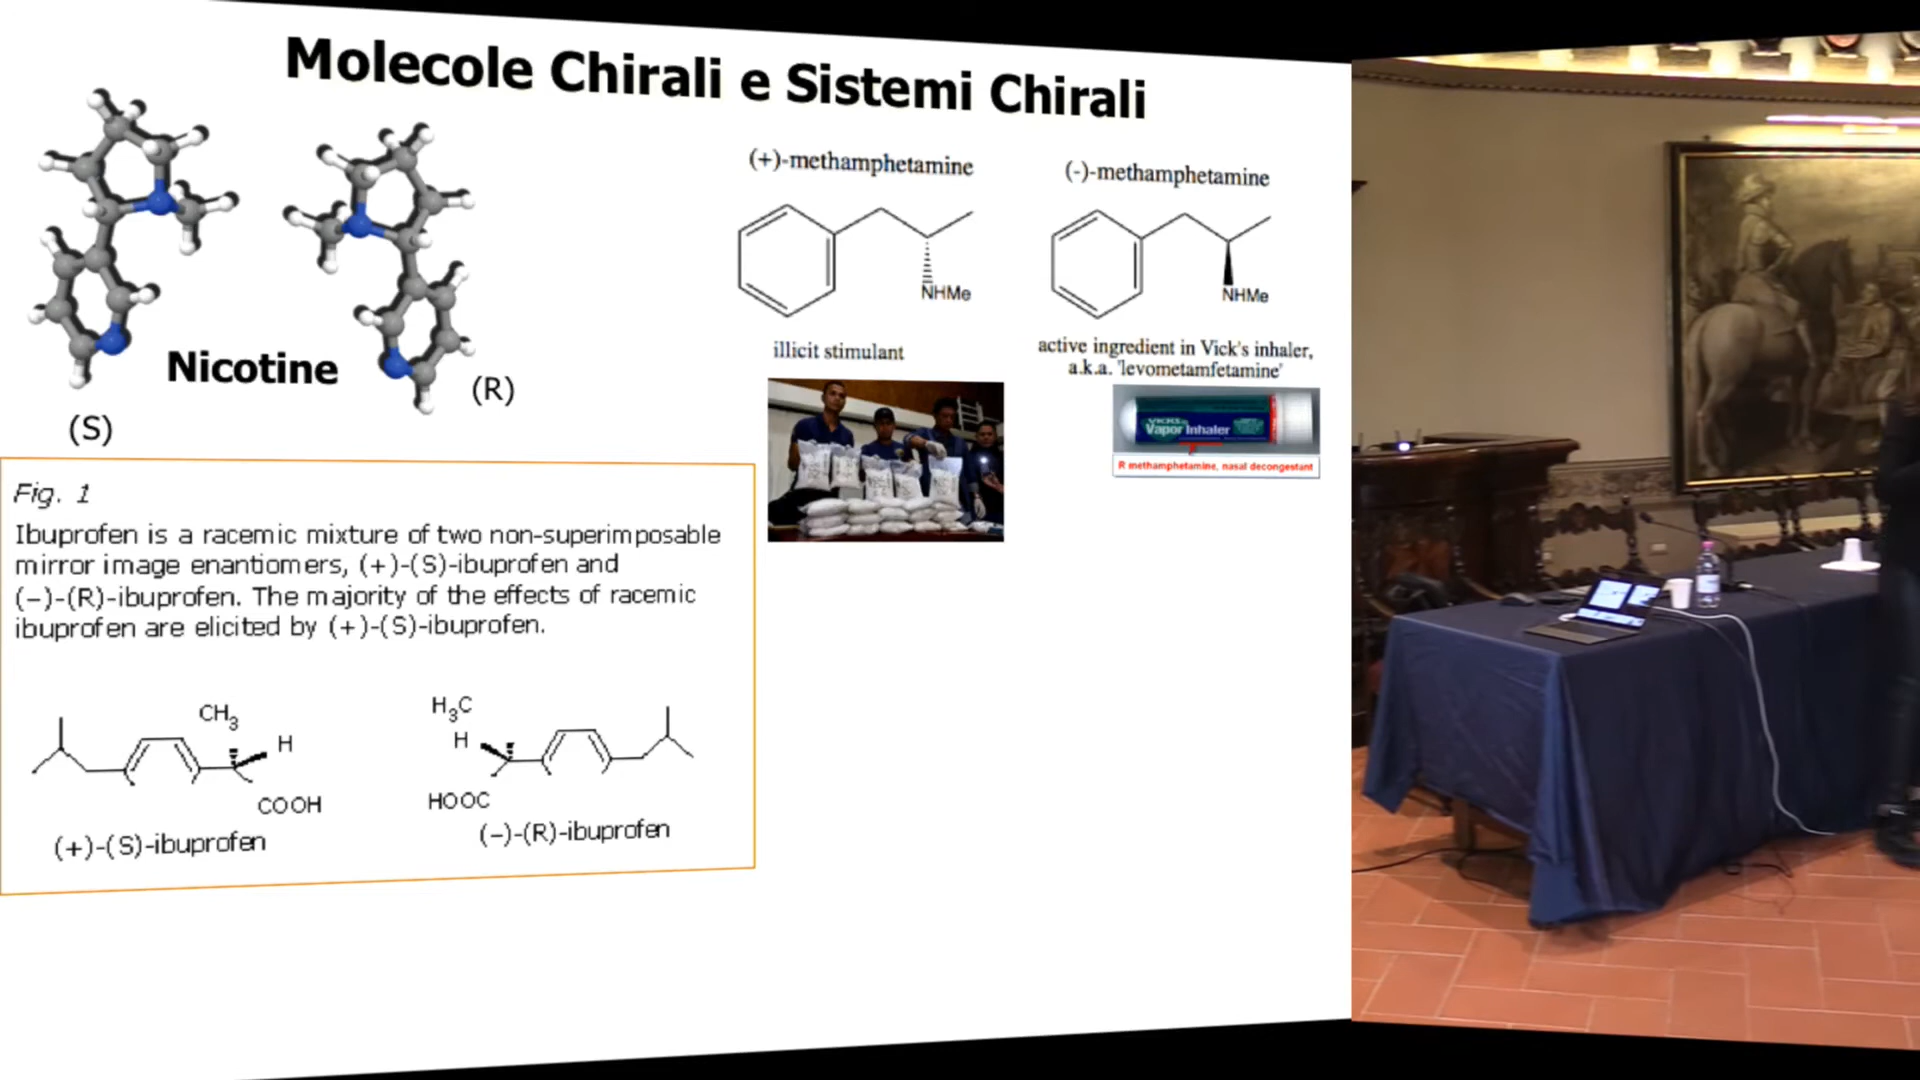 Molecole Chirali e Sistemi Chirali
Nicotine
(S)
(R)
(+)-methamphetamine
(-)-methamphetamine
NHMe
NHMe
illicit stimulant
active ingredient in Vick's inhaler,
a.k.a. 'levometamfetamine'
VICKS
Vapor Inhaler
R methamphetamine, nasal decongestant
Fig. 1
Ibuprofen is a racemic mixture of two non-superimposable
mirror image enantiomers, (+)-(S)-ibuprofen and
(−)-(R)-ibuprofen. The majority of the effects of racemic
ibuprofen are elicited by (+)-(S)-ibuprofen.
CH3
H
COOH
(+)-(S)-ibuprofen
H3C
H
HOOC
(−)-(R)-ibuprofen